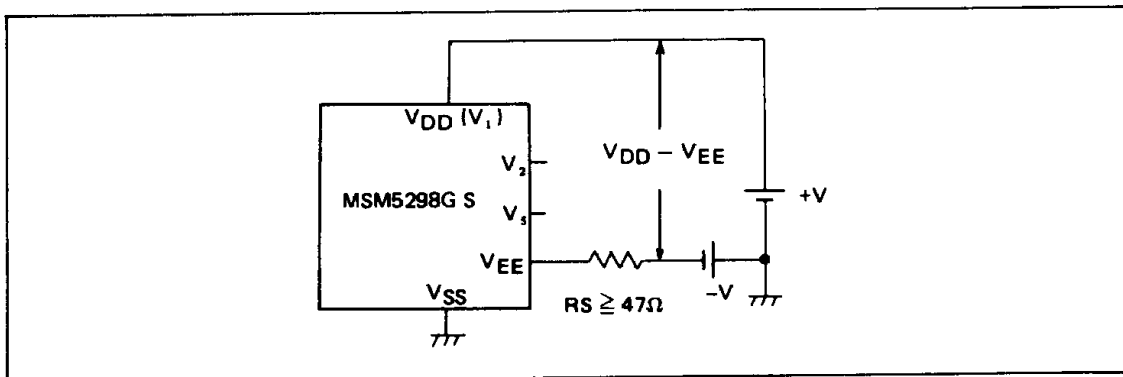 VDD (V1)
V2
VDD – VEE
MSM5298G S
V5
+V
VEE
VSS
–V
RS ≧ 47Ω